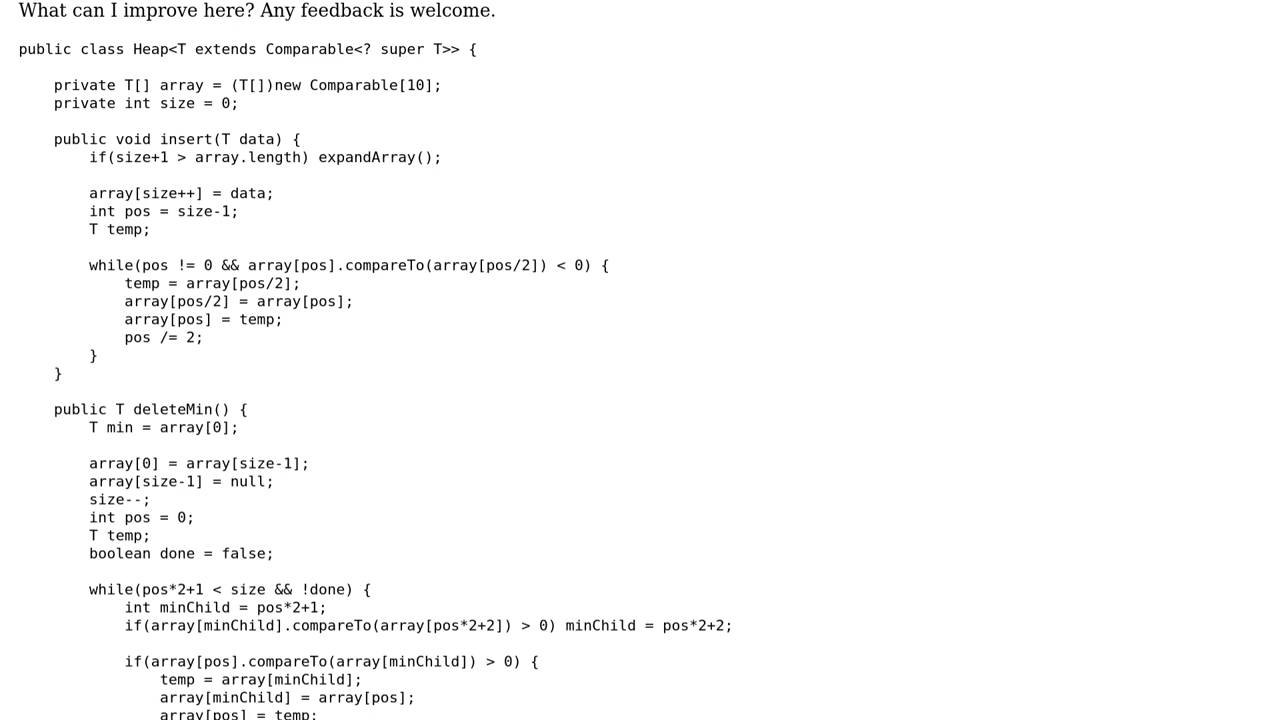 What can I improve here? Any feedback is welcome.
public class Heap<T extends Comparable<? super T>> {
    private T[] array = (T[])new Comparable[10];
    private int size = 0;
    public void insert(T data) {
        if(size+1 > array.length) expandArray();
        array[size++] = data;
        int pos = size-1;
        T temp;
        while(pos != 0 && array[pos].compareTo(array[pos/2]) < 0) {
            temp = array[pos/2];
            array[pos/2] = array[pos];
            array[pos] = temp;
            pos /= 2;
        }
    }
    public T deleteMin() {
        T min = array[0];
        array[0] = array[size-1];
        array[size-1] = null;
        size--;
        int pos = 0;
        T temp;
        boolean done = false;
        while(pos*2+1 < size && !done) {
            int minChild = pos*2+1;
            if(array[minChild].compareTo(array[pos*2+2]) > 0) minChild = pos*2+2;
            if(array[pos].compareTo(array[minChild]) > 0) {
                temp = array[minChild];
                array[minChild] = array[pos];
                array[pos] = temp;